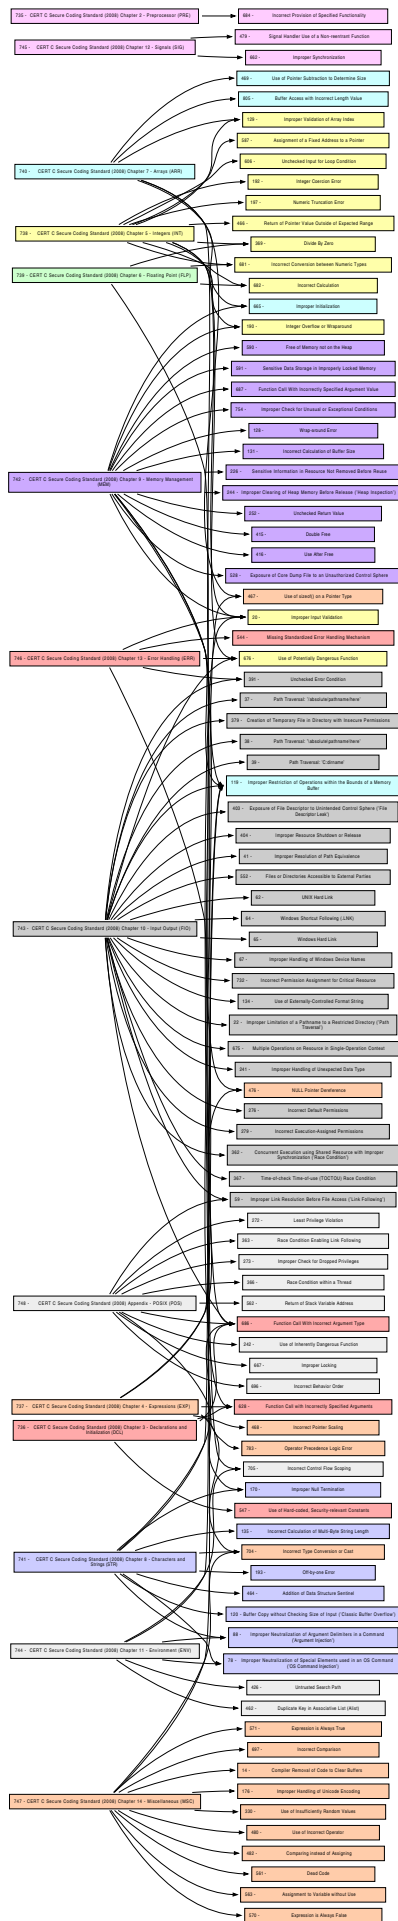 735 - CERT C Secure Coding Standard (2008) Chapter 2 - Preprocessor (PRE)
684 - Incorrect Provision of Specified Functionality
745 - CERT C Secure Coding Standard (2008) Chapter 12 - Signals (SIG)
479 - Signal Handler Use of a Non-reentrant Function
662 - Improper Synchronization
469 - Use of Pointer Subtraction to Determine Size
805 - Buffer Access with Incorrect Length Value
129 - Improper Validation of Array Index
587 - Assignment of a Fixed Address to a Pointer
606 - Unchecked Input for Loop Condition
740 - CERT C Secure Coding Standard (2008) Chapter 7 - Arrays (ARR)
192 - Integer Coercion Error
197 - Numeric Truncation Error
466 - Return of Pointer Value Outside of Expected Range
738 - CERT C Secure Coding Standard (2008) Chapter 5 - Integers (INT)
369 - Divide By Zero
681 - Incorrect Conversion between Numeric Types
739 - CERT C Secure Coding Standard (2008) Chapter 6 - Floating Point (FLP)
682 - Incorrect Calculation
665 - Improper Initialization
190 - Integer Overflow or Wraparound
590 - Free of Memory not on the Heap
591 - Sensitive Data Storage in Improperly Locked Memory
687 - Function Call With Incorrectly Specified Argument Value
754 - Improper Check for Unusual or Exceptional Conditions
128 - Wrap-around Error
131 - Incorrect Calculation of Buffer Size
226 - Sensitive Information in Resource Not Removed Before Reuse
742 - CERT C Secure Coding Standard (2008) Chapter 9 - Memory Management
(MEM)
244 - Improper Clearing of Heap Memory Before Release ('Heap Inspection')
252 - Unchecked Return Value
415 - Double Free
416 - Use After Free
528 - Exposure of Core Dump File to an Unauthorized Control Sphere
467 - Use of sizeof() on a Pointer Type
20 - Improper Input Validation
544 - Missing Standardized Error Handling Mechanism
746 - CERT C Secure Coding Standard (2008) Chapter 13 - Error Handling (ERR)
676 - Use of Potentially Dangerous Function
391 - Unchecked Error Condition
37 - Path Traversal: '/absolute/pathname/here'
379 - Creation of Temporary File in Directory with Insecure Permissions
38 - Path Traversal: '\absolute\pathname\here'
39 - Path Traversal: 'C:dirname'
119 - Improper Restriction of Operations within the Bounds of a Memory
Buffer
403 - Exposure of File Descriptor to Unintended Control Sphere ('File
Descriptor Leak')
404 - Improper Resource Shutdown or Release
41 - Improper Resolution of Path Equivalence
552 - Files or Directories Accessible to External Parties
62 - UNIX Hard Link
64 - Windows Shortcut Following (.LNK)
743 - CERT C Secure Coding Standard (2008) Chapter 10 - Input Output (FIO)
65 - Windows Hard Link
67 - Improper Handling of Windows Device Names
732 - Incorrect Permission Assignment for Critical Resource
134 - Use of Externally-Controlled Format String
22 - Improper Limitation of a Pathname to a Restricted Directory ('Path
Traversal')
675 - Multiple Operations on Resource in Single-Operation Context
241 - Improper Handling of Unexpected Data Type
476 - NULL Pointer Dereference
276 - Incorrect Default Permissions
279 - Incorrect Execution-Assigned Permissions
362 - Concurrent Execution using Shared Resource with Improper
Synchronization ('Race Condition')
367 - Time-of-check Time-of-use (TOCTOU) Race Condition
59 - Improper Link Resolution Before File Access ('Link Following')
272 - Least Privilege Violation
363 - Race Condition Enabling Link Following
273 - Improper Check for Dropped Privileges
366 - Race Condition within a Thread
748 - CERT C Secure Coding Standard (2008) Appendix - POSIX (POS)
562 - Return of Stack Variable Address
686 - Function Call With Incorrect Argument Type
242 - Use of Inherently Dangerous Function
667 - Improper Locking
696 - Incorrect Behavior Order
737 - CERT C Secure Coding Standard (2008) Chapter 4 - Expressions (EXP)
628 - Function Call with Incorrectly Specified Arguments
736 - CERT C Secure Coding Standard (2008) Chapter 3 - Declarations and
Initialization (DCL)
468 - Incorrect Pointer Scaling
783 - Operator Precedence Logic Error
705 - Incorrect Control Flow Scoping
170 - Improper Null Termination
547 - Use of Hard-coded, Security-relevant Constants
135 - Incorrect Calculation of Multi-Byte String Length
704 - Incorrect Type Conversion or Cast
741 - CERT C Secure Coding Standard (2008) Chapter 8 - Characters and
Strings (STR)
193 - Off-by-one Error
464 - Addition of Data Structure Sentinel
120 - Buffer Copy without Checking Size of Input ('Classic Buffer Overflow')
88 - Improper Neutralization of Argument Delimiters in a Command
('Argument Injection')
744 - CERT C Secure Coding Standard (2008) Chapter 11 - Environment (ENV)
78 - Improper Neutralization of Special Elements used in an OS Command
('OS Command Injection')
426 - Untrusted Search Path
462 - Duplicate Key in Associative List (Alist)
571 - Expression is Always True
697 - Incorrect Comparison
14 - Compiler Removal of Code to Clear Buffers
176 - Improper Handling of Unicode Encoding
747 - CERT C Secure Coding Standard (2008) Chapter 14 - Miscellaneous (MSC)
330 - Use of Insufficiently Random Values
480 - Use of Incorrect Operator
482 - Comparing instead of Assigning
561 - Dead Code
563 - Assignment to Variable without Use
570 - Expression is Always False